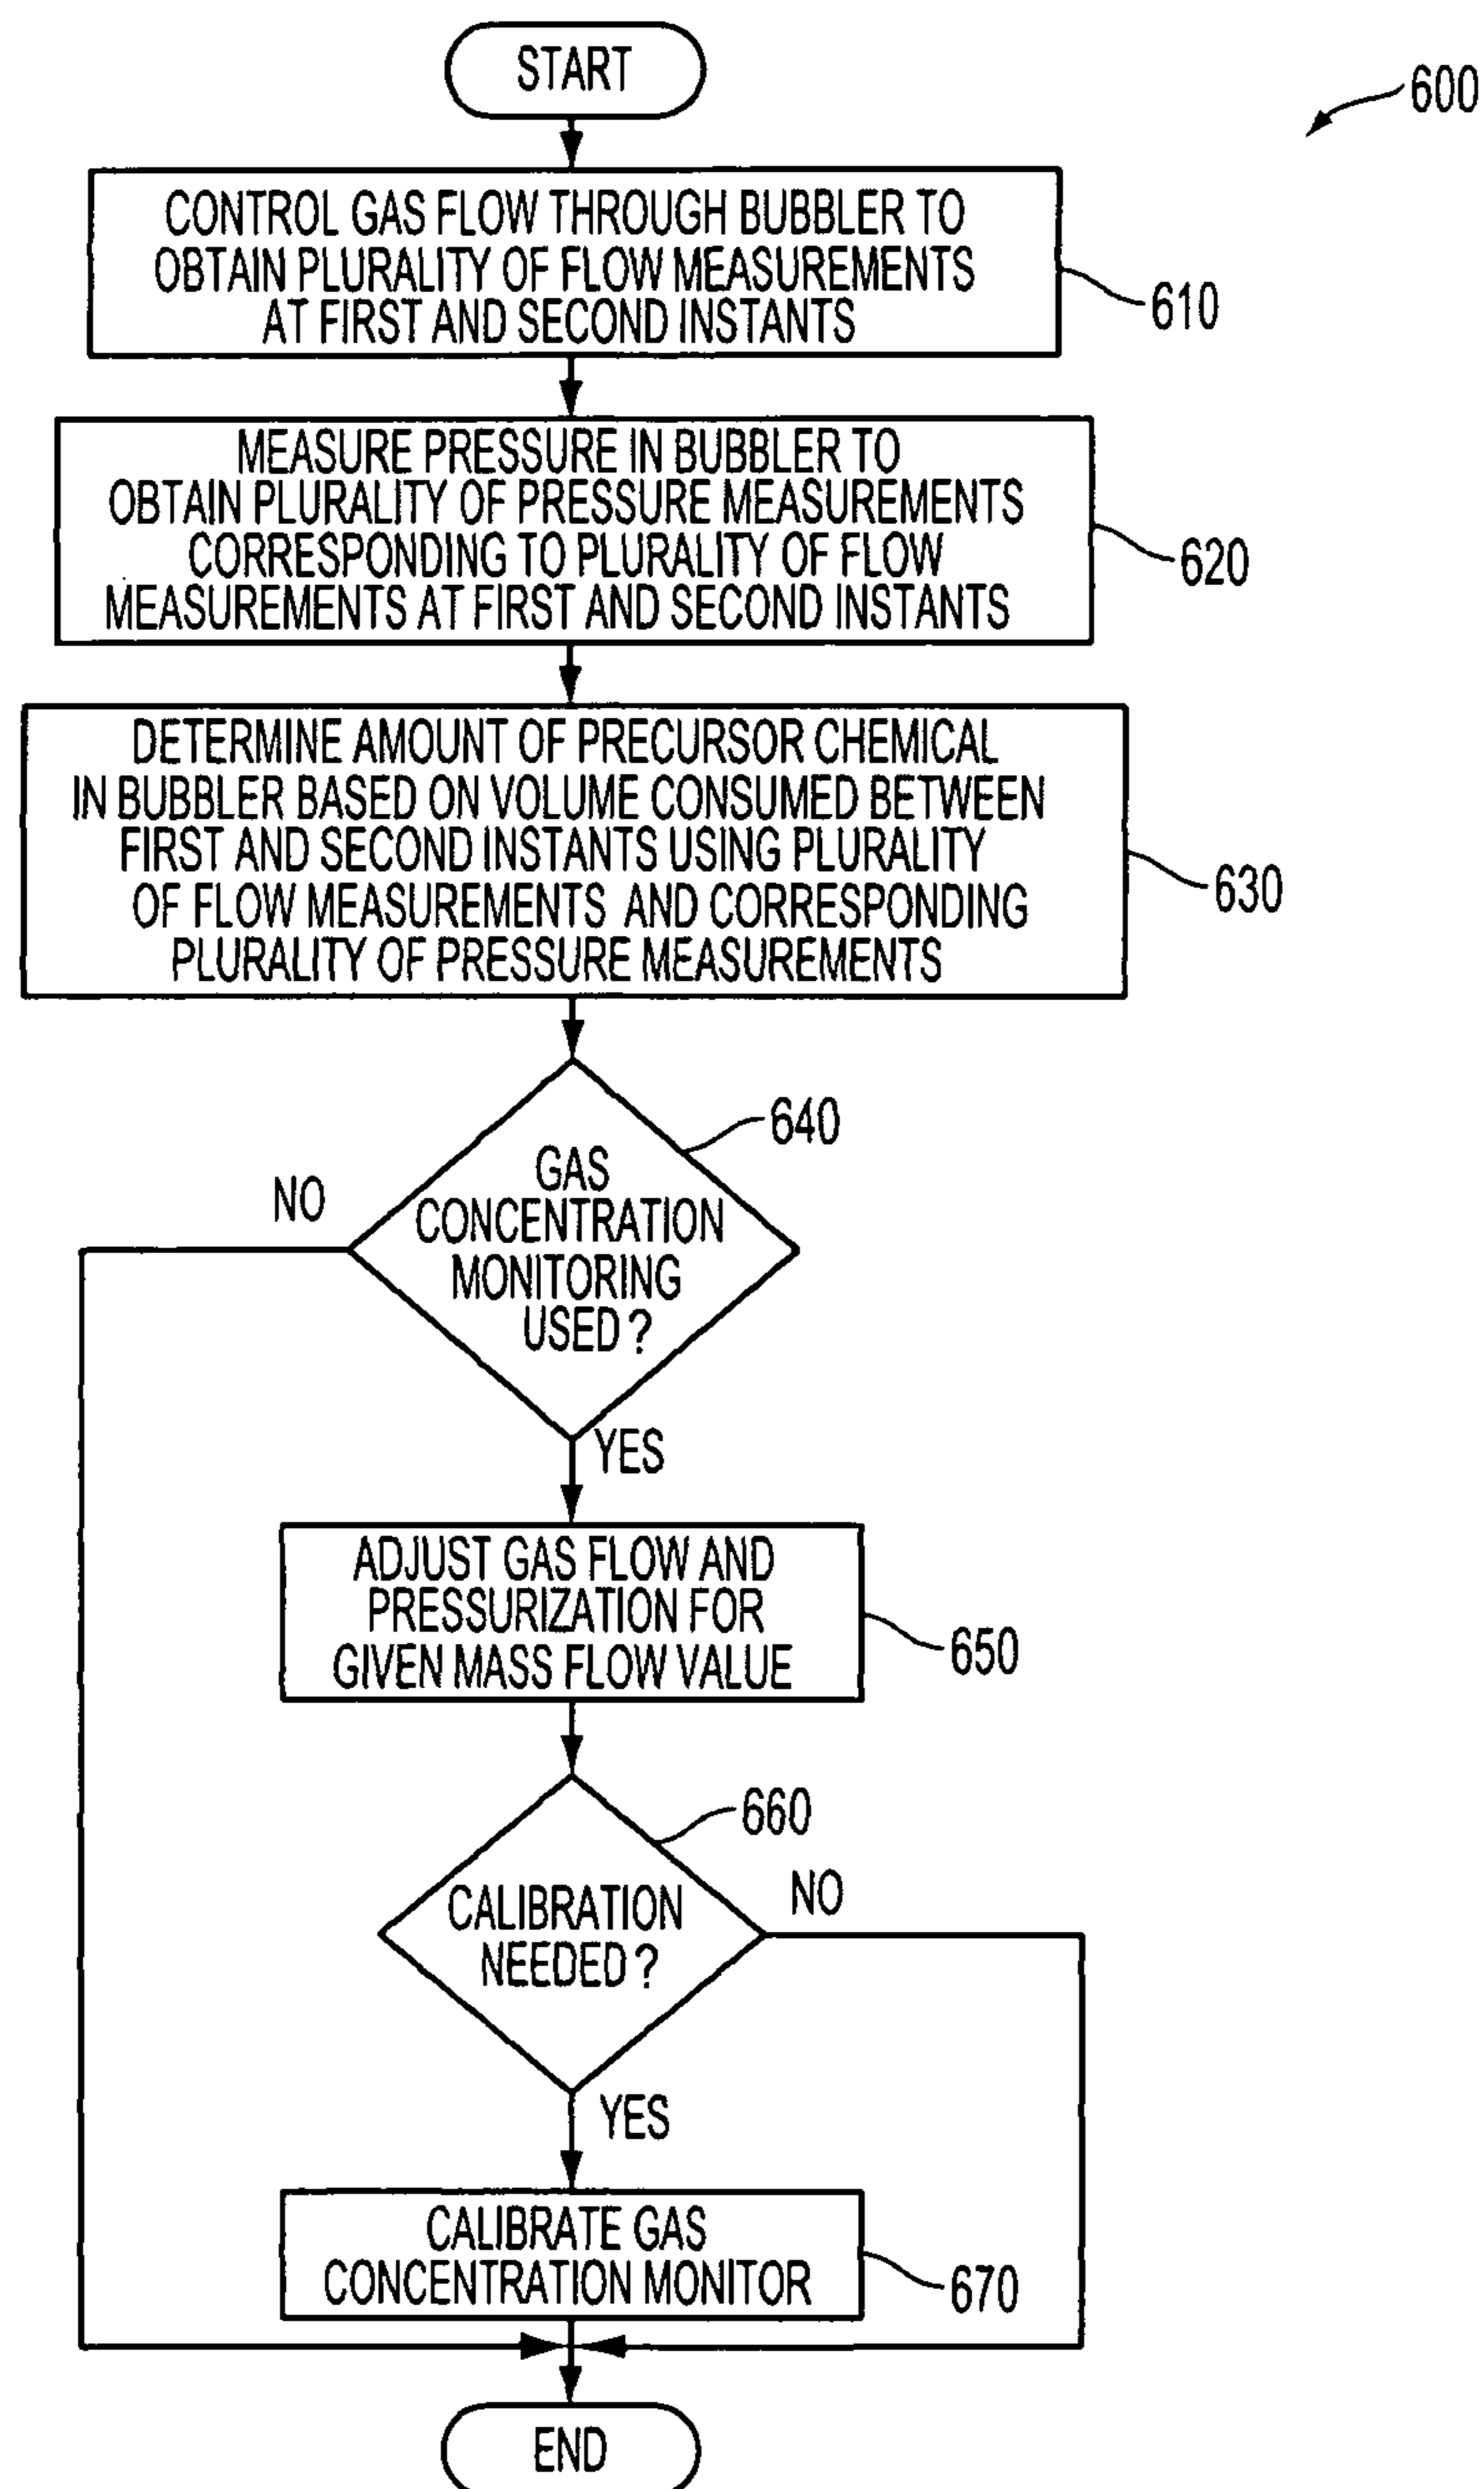 START
600
CONTROL GAS FLOW THROUGH BUBBLER TO
OBTAIN PLURALITY OF FLOW MEASUREMENTS
AT FIRST AND SECOND INSTANTS
610
MEASURE PRESSURE IN BUBBLER TO
OBTAIN PLURALITY OF PRESSURE MEASUREMENTS
CORRESPONDING TO PLURALITY OF FLOW
MEASUREMENTS AT FIRST AND SECOND INSTANTS
620
DETERMINE AMOUNT OF PRECURSOR CHEMICAL
IN BUBBLER BASED ON VOLUME CONSUMED BETWEEN
FIRST AND SECOND INSTANTS USING PLURALITY
OF FLOW MEASUREMENTS AND CORRESPONDING
PLURALITY OF PRESSURE MEASUREMENTS
630
640
GAS
CONCENTRATION
MONITORING
USED ?
NO
YES
ADJUST GAS FLOW AND
PRESSURIZATION FOR
GIVEN MASS FLOW VALUE
650
660
CALIBRATION
NEEDED ?
NO
YES
CALIBRATE GAS
CONCENTRATION MONITOR
670
END